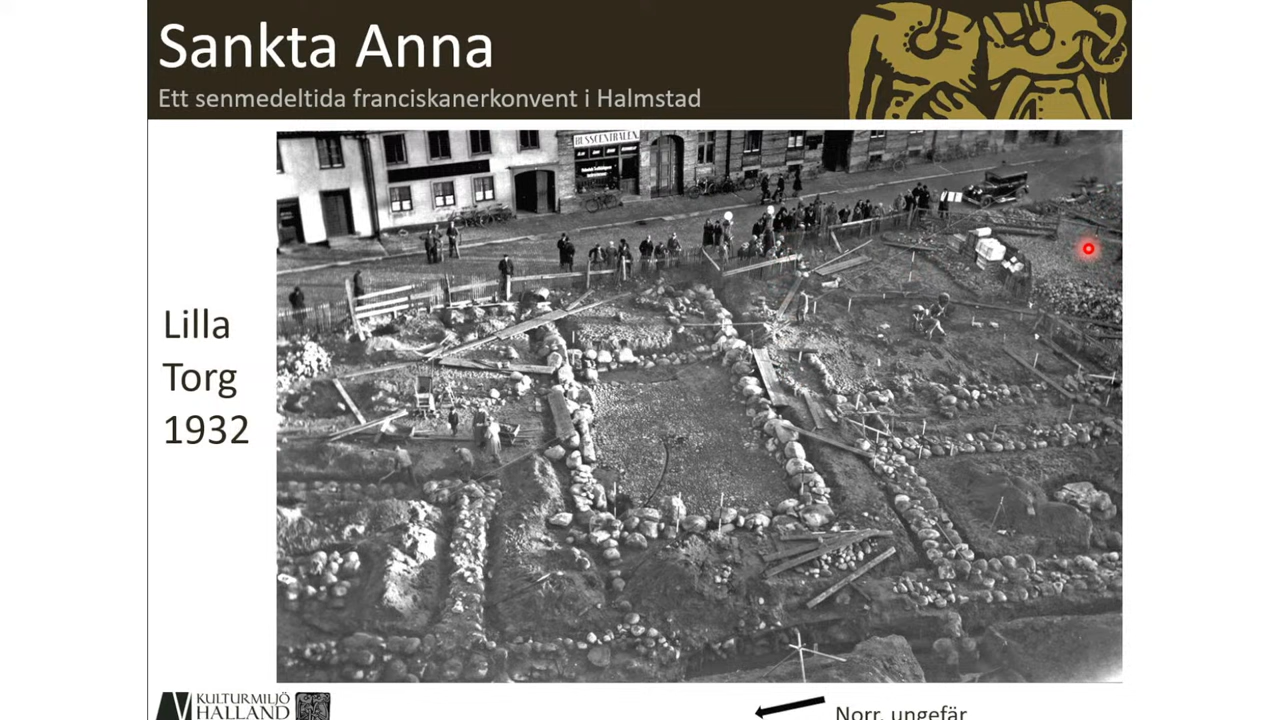 Sankta Anna
Ett senmedeltida franciskanerkonvent i Halmstad
BUSSCENTRALEN
Lilla
Torg
1932
KULTURMILJÖ
HALLAND
Norr, ungefär